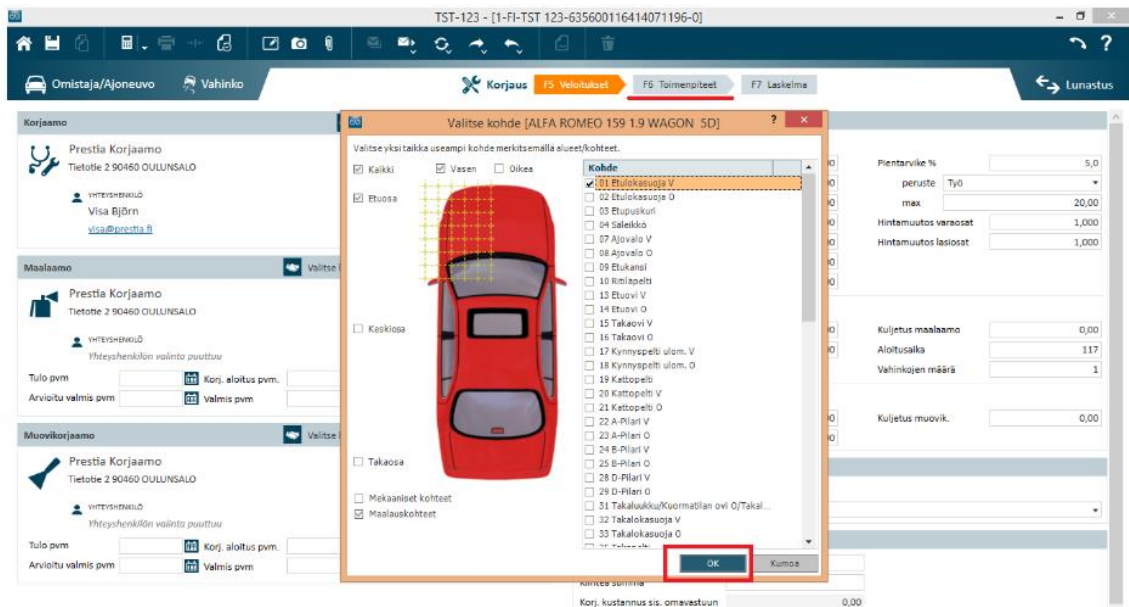 TST-123 - [1-FI-TST 123-635600116414071196-0]
Omistaja/Ajoneuvo
Vahinko
Korjaus
F5 Veloitukset
F6 Toimenpiteet
F7 Laskelma
Lunastus
Korjaamo
Prestia Korjaamo
Tietotie 2 90460 OULUNSALO
YHTEYSHENKILÖ
Visa Björn
visa@prestia.fi
Maalaamo
Valitse
Prestia Korjaamo
Tietotie 2 90460 OULUNSALO
YHTEYSHENKILÖ
Yhteyshenkilön valinta puuttuu
Tulo pvm
Korj. aloitus pvm.
Arvioitu valmis pvm
Valmis pvm
Muovikorjaamo
Valitse
Prestia Korjaamo
Tietotie 2 90460 OULUNSALO
YHTEYSHENKILÖ
Yhteyshenkilön valinta puuttuu
Tulo pvm
Korj. aloitus pvm.
Arvioitu valmis pvm
Valmis pvm
Valitse kohde [ALFA ROMEO 159 1.9 WAGON 5D]
Valitse yksi taikka useampi kohde merkitsemällä alueet/kohteet.
Kaikki
Vasen
Oikea
Etuosa
Keskiosa
Takaosa
Mekaaniset kohteet
Maalauskohteet
Kohde
01 Etulokasuoja V
02 Etulokasuoja O
03 Etupuskuri
04 Säleikkö
07 Ajovalo V
08 Ajovalo O
09 Etukansi
10 Ritiläpelti
13 Etuovi V
14 Etuovi O
15 Takaovi V
16 Takaovi O
17 Kynnyspelti ulom. V
18 Kynnyspelti ulom. O
19 Kattopelti
20 Kattopelti V
21 Kattopelti O
22 A-Pilari V
23 A-Pilari O
24 B-Pilari V
25 B-Pilari O
28 D-Pilari V
29 D-Pilari O
31 Takaluukku/Kuormatilan ovi O/Takal...
32 Takalokasuoja V
33 Takalokasuoja O
OK
Kumoa
Pientarvike %
5,0
peruste
Työ
max
20,00
Hintamuutos varaosat
1,000
Hintamuutos lasiosat
1,000
Kuljetus maalaamo
0,00
Aloitusaika
117
Vahinkojen määrä
1
Kuljetus muovik.
0,00
Kiinteä summa
Korj. kustannus sis. omavastuun
0,00